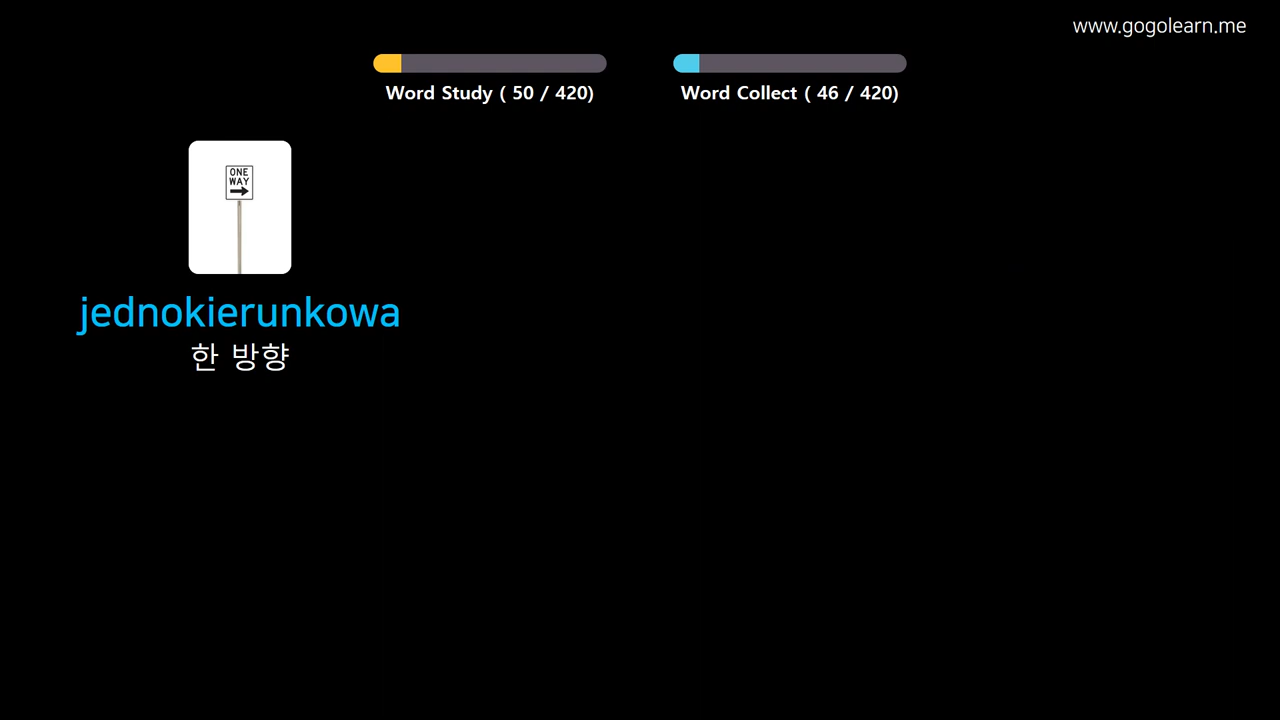 www.gogolearn.me
Word Study ( 50 / 420)
Word Collect ( 46 / 420)
ONE
WAY
jednokierunkowa
한 방향